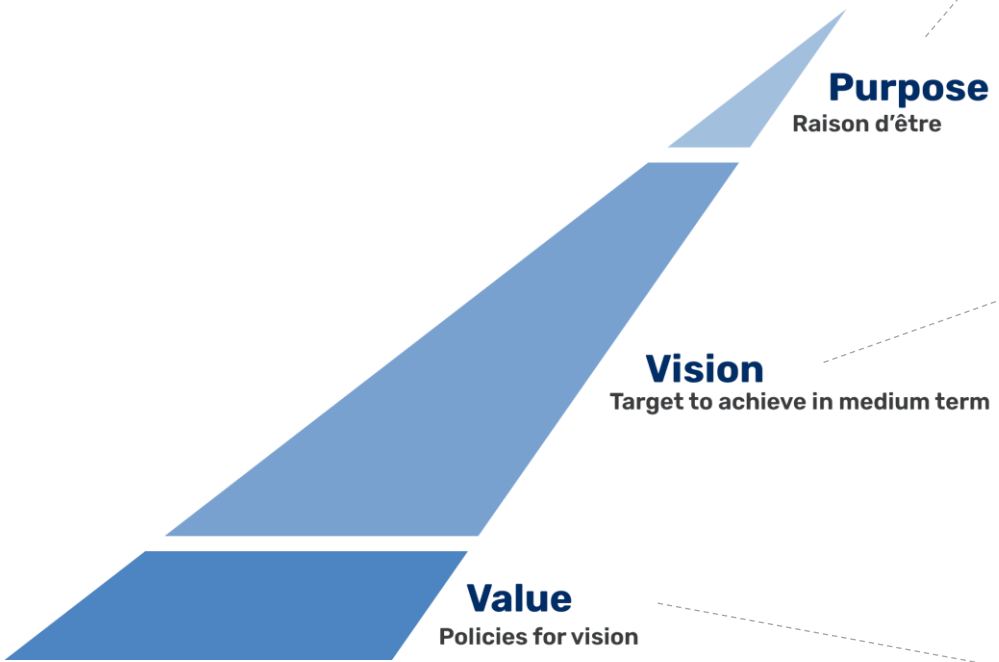 Purpose
Raison d’être
Vision
Target to achieve in medium term
Value
Policies for vision